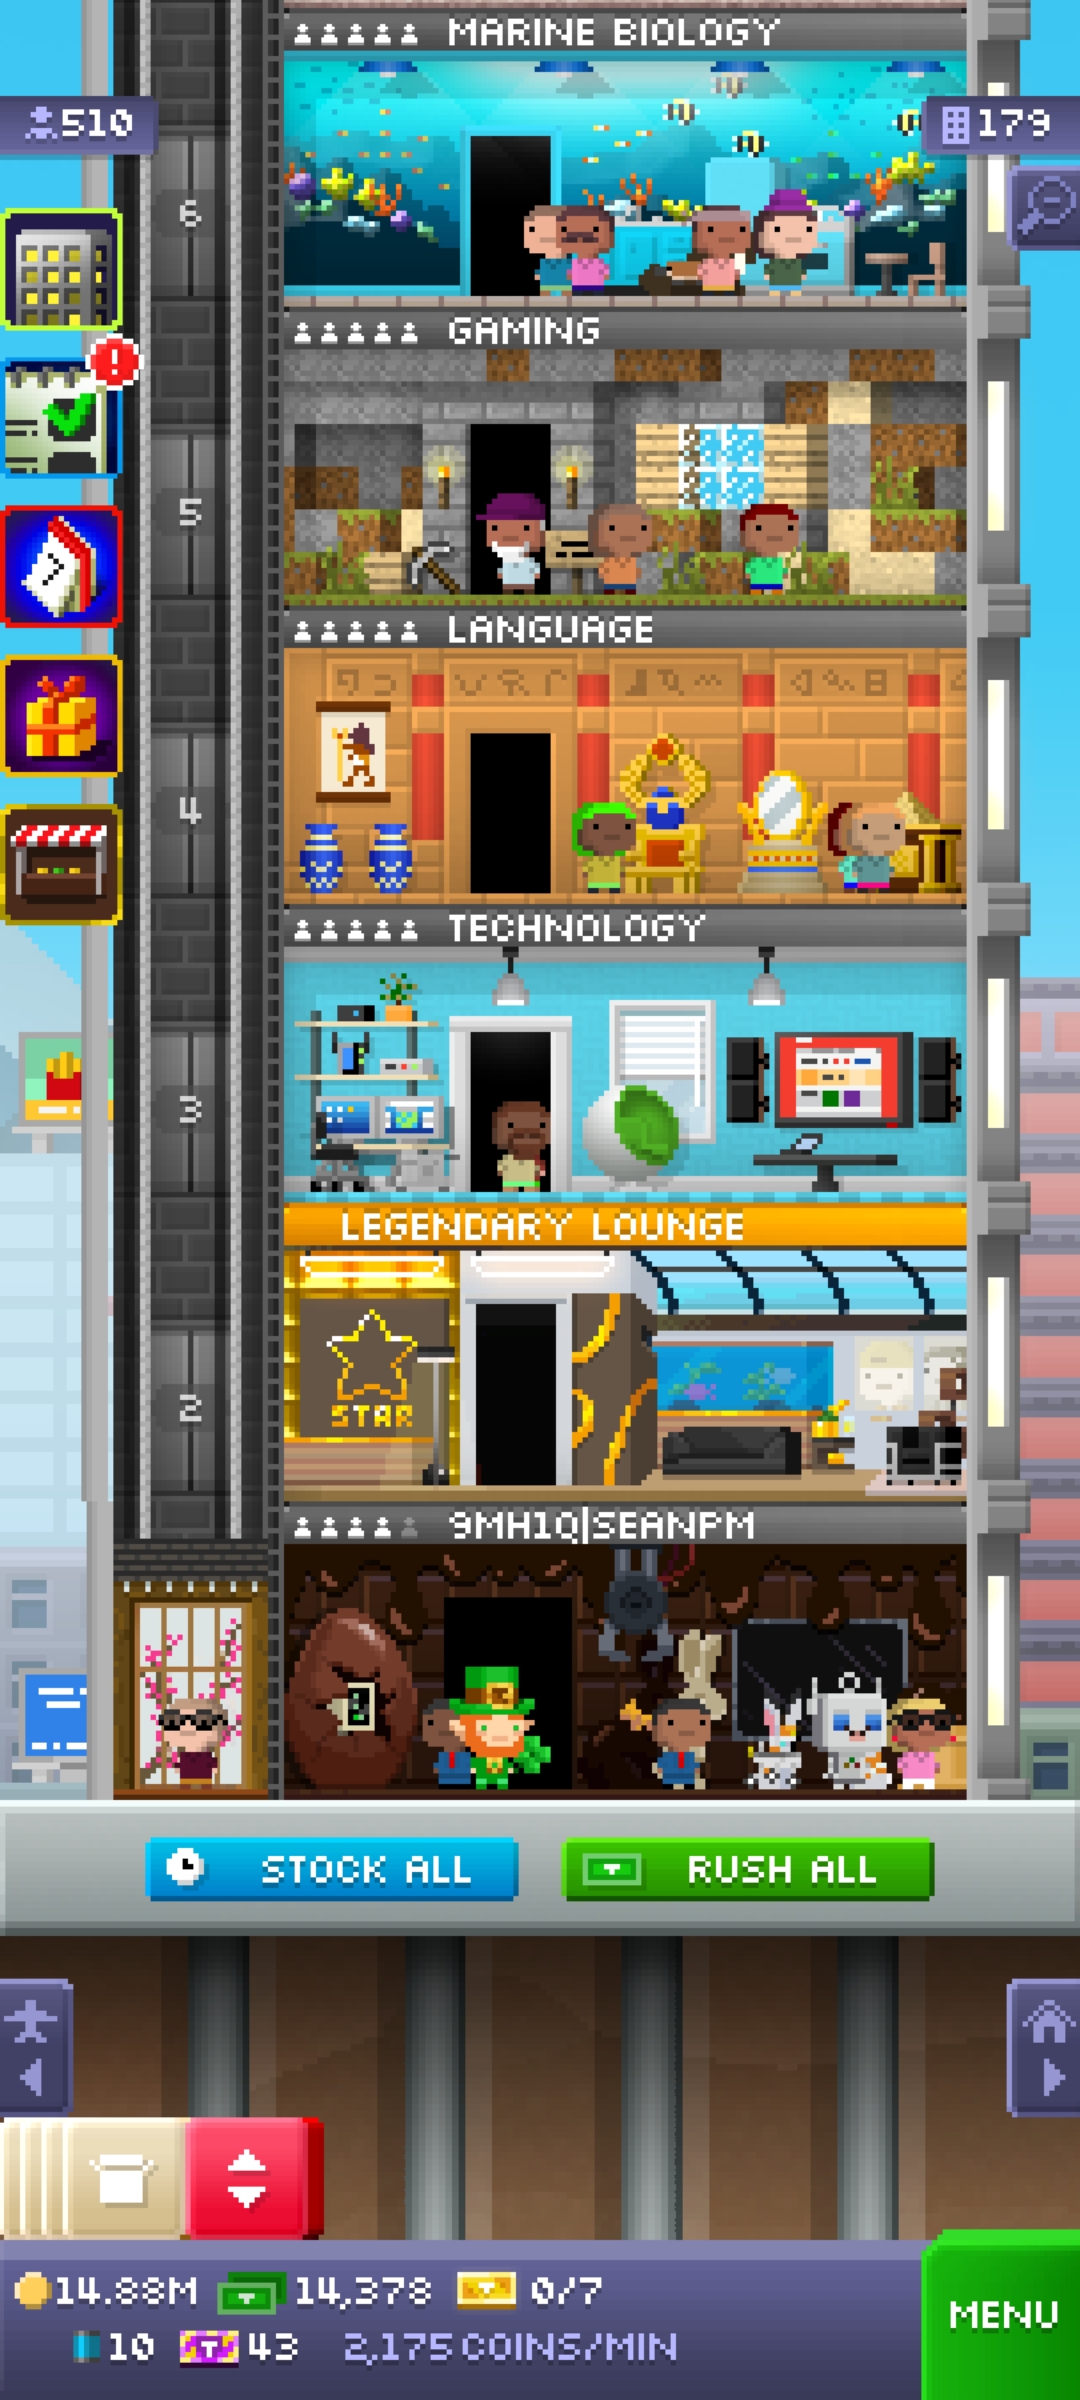 MARINE BIOLOGY
510
179
6
GAMING
5
LANGUAGE
4
TECHNOLOGY
3
LEGENDARY LOUNGE
STAR
2
9MH1Q|SEANPM
STOCK ALL
RUSH ALL
14.88M 14,378 0/7
10 43 2,175 COINS/MIN
MENU